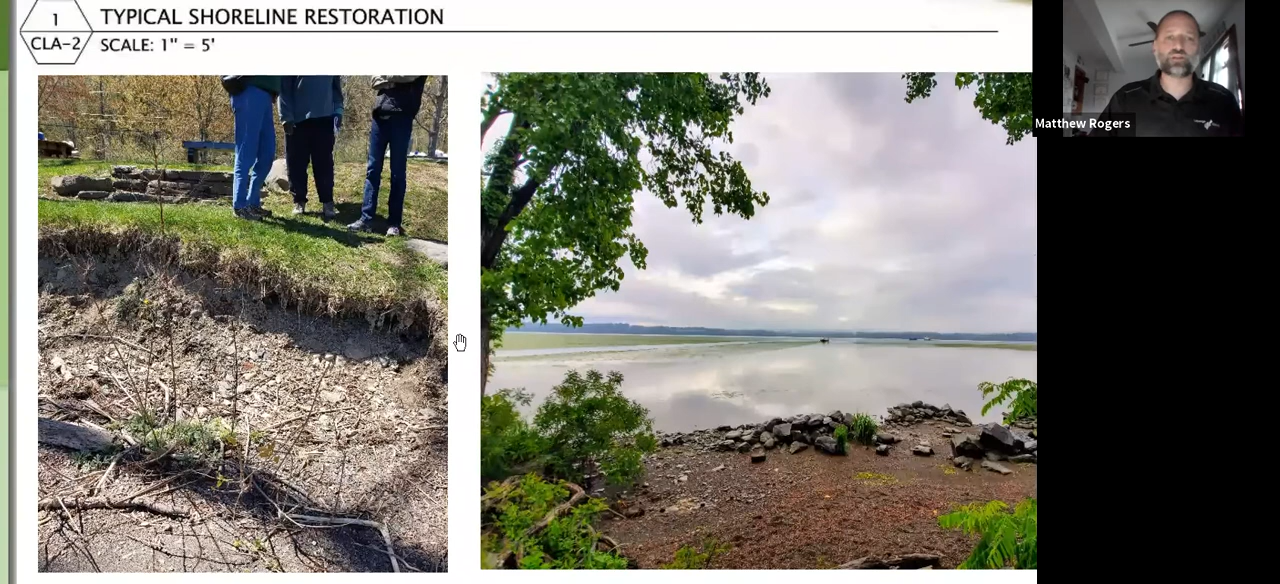 1
TYPICAL SHORELINE RESTORATION
CLA-2
SCALE: 1" = 5'
Matthew Rogers